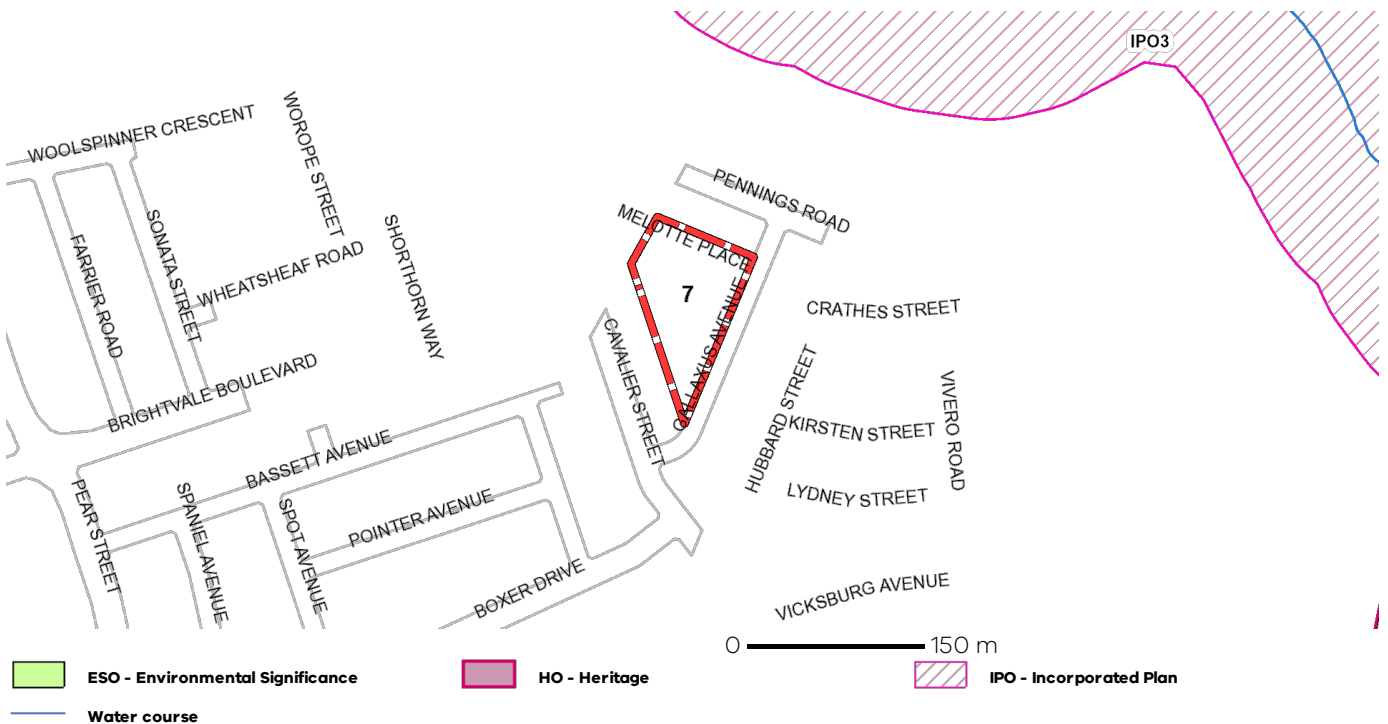 IPO3
WOOLSPINNER CRESCENT
WOROPE STREET
PENNINGS ROAD
MELOTTE PLACE
SONATA STREET
SHORTHORN WAY
FARRIER ROAD
WHEATSHEAF ROAD
7
CALLAXUS AVENUE
CRATHES STREET
CAVALIER STREET
HUBBARD STREET
VIVERO ROAD
BRIGHTVALE BOULEVARD
KIRSTEN STREET
BASSETT AVENUE
LYDNEY STREET
PEAR STREET
SPANIEL AVENUE
SPOT AVENUE
POINTER AVENUE
BOXER DRIVE
VICKSBURG AVENUE
0 150 m
ESO - Environmental Significance
HO - Heritage
IPO - Incorporated Plan
Water course